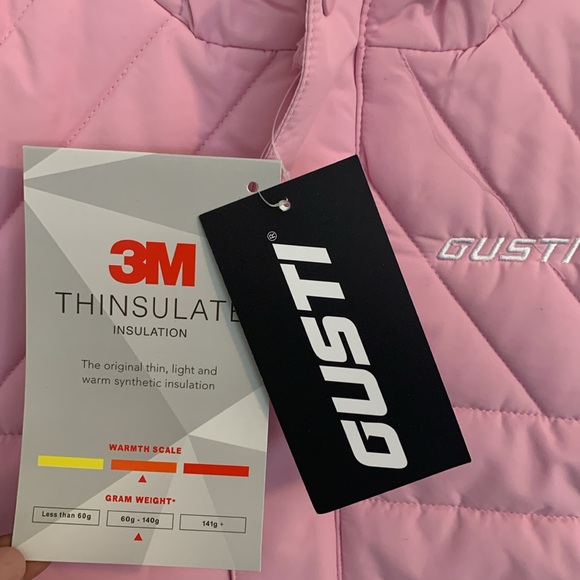 3M
THINSULATE
INSULATION
The original thin, light and
warm synthetic insulation
WARMTH SCALE
GRAM WEIGHT*
Less than 60g
60g - 140g
141g +
GUSTI®
GUSTI